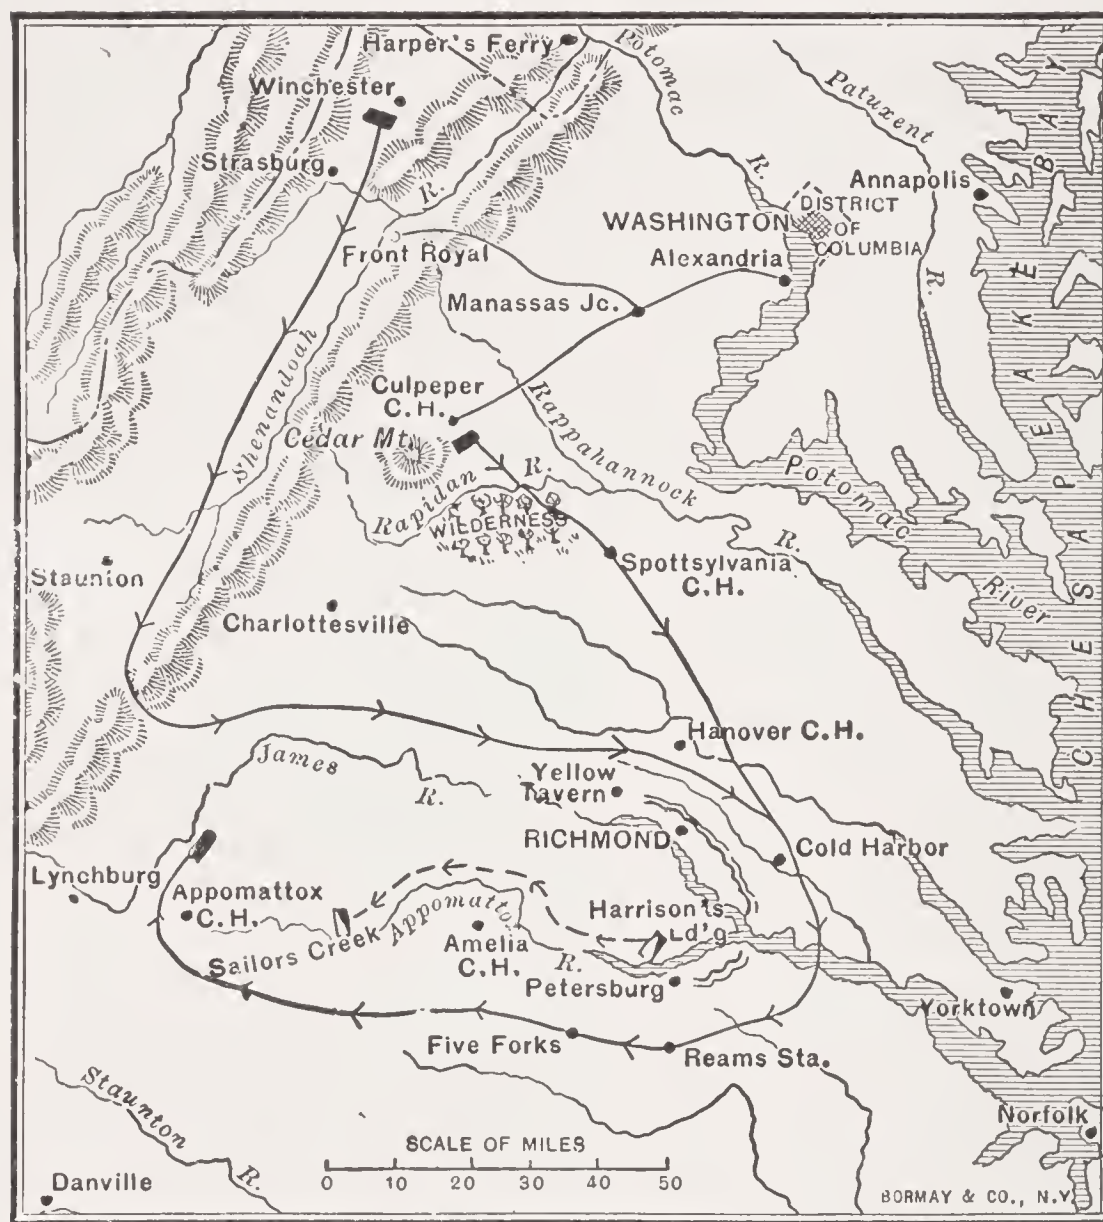 Harper's Ferry
Potomac
R.
Winchester
Patuxent
R.
Strasburg
R.
Annapolis
WASHINGTON
DISTRICT
OF
COLUMBIA
Alexandria
Front Royal
Manassas Jc.
CHESAPEAKE BAY
Shenandoah
Culpeper
C.H.
Cedar Mt.
Rappahannock
R.
Rapidan
R.
WILDERNESS
Potomac
River
Spottsylvania
C.H.
Staunton
Charlottesville
Hanover C.H.
James
R.
Yellow
Tavern
RICHMOND
Cold Harbor
Lynchburg
Appomattox
C.H.
Sailors Creek
Appomattox
R.
Amelia
C.H.
Harrison's
Ld'g
Petersburg
Yorktown
Five Forks
Reams Sta.
Staunton
R.
Norfolk
SCALE OF MILES
0 10 20 30 40 50
Danville
BORMAY & CO., N.Y.